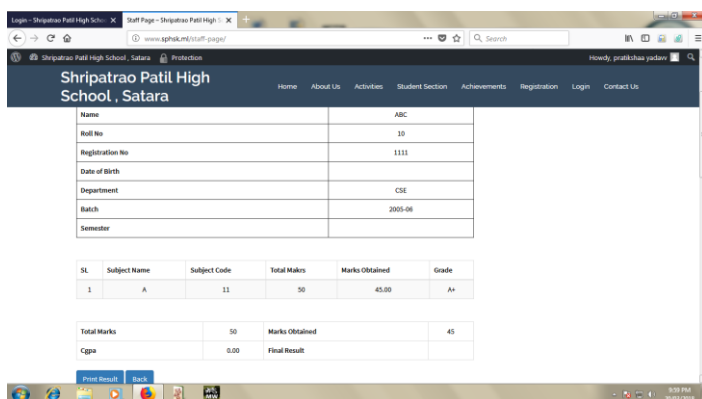 Login – Shripatrao Patil High Scho
Staff Page – Shripatrao Patil High S
www.sphsk.ml/staff-page/
Search
Shripatrao Patil High School , Satara
Protection
Howdy, pratikshaa yadavv
Shripatrao Patil High
School , Satara
Home About Us Activities Student Section Achievements Registration Login Contact Us
Name ABC
Roll No 10
Registration No 1111
Date of Birth
Department CSE
Batch 2005-06
Semester
SL Subject Name Subject Code Total Makrs Marks Obtained Grade
1 A 11 50 45.00 A+
Total Marks 50 Marks Obtained 45
Cgpa 0.00 Final Result
Print Result Back
9:59 PM